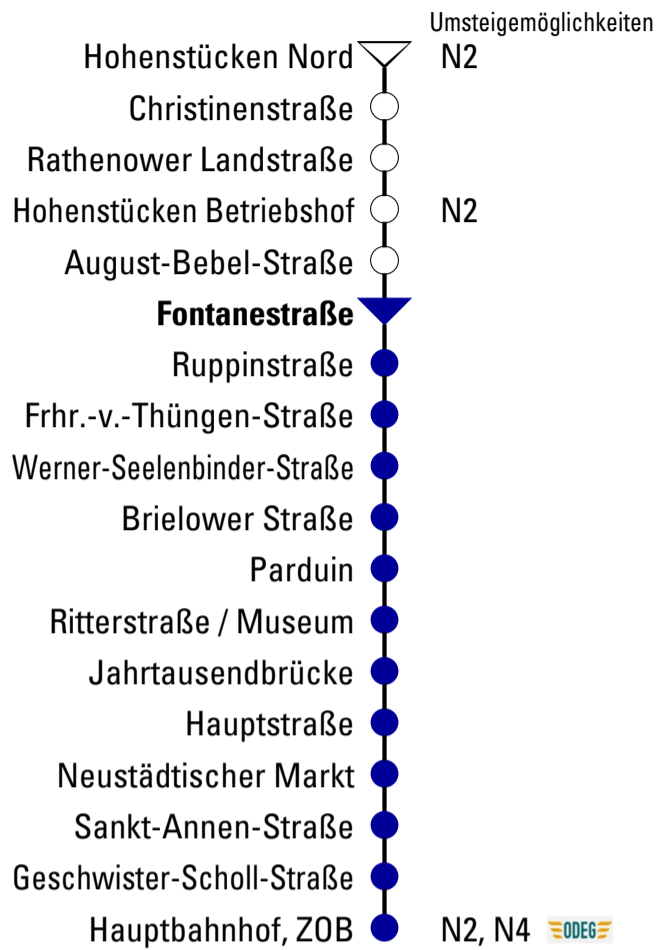 Umsteigemöglichkeiten
Hohenstücken Nord N2
Christinenstraße
Rathenower Landstraße
Hohenstücken Betriebshof N2
August-Bebel-Straße
Fontanestraße
Ruppinstraße
Frhr.-v.-Thüngen-Straße
Werner-Seelenbinder-Straße
Brielower Straße
Parduin
Ritterstraße / Museum
Jahrtausendbrücke
Hauptstraße
Neustädtischer Markt
Sankt-Annen-Straße
Geschwister-Scholl-Straße
Hauptbahnhof, ZOB N2, N4 ODEG